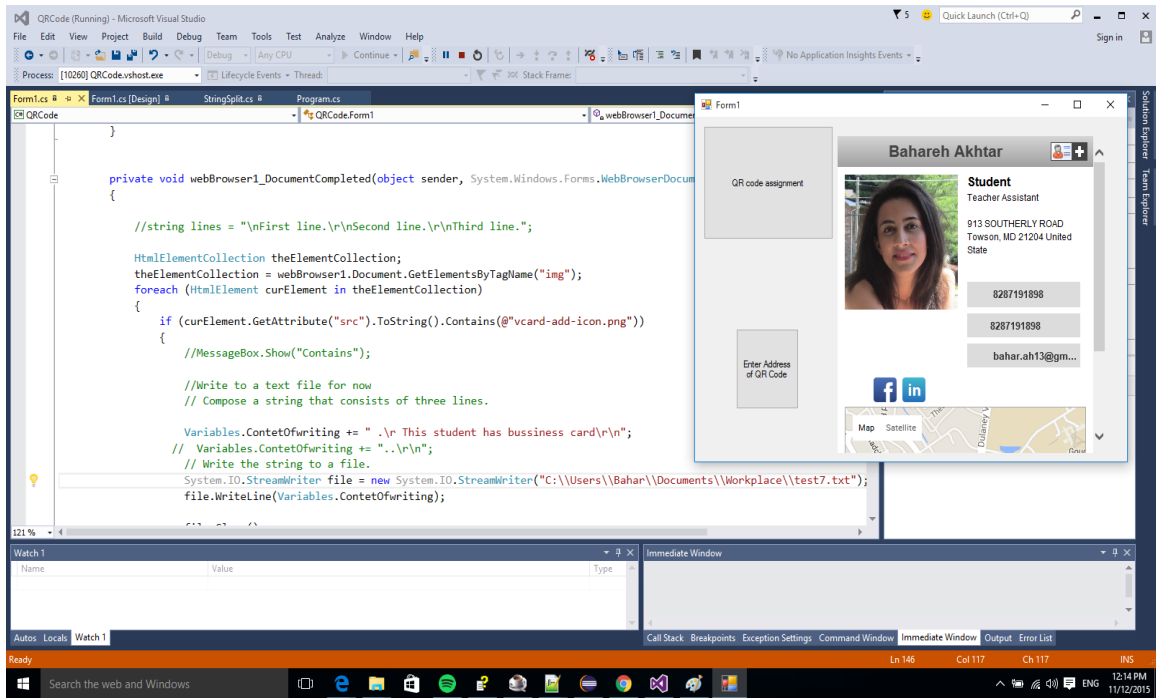 QRCode (Running) - Microsoft Visual Studio
5
Quick Launch (Ctrl+Q)
File Edit View Project Build Debug Team Tools Test Analyze Window Help
Sign in
Debug Any CPU Continue No Application Insights Events
Process: [10260] QRCode.vshost.exe Lifecycle Events Thread: Stack Frame:
Form1.cs Form1.cs [Design] StringSplit.cs Program.cs
QRCode QRCode.Form1 webBrowser1_Documen
}
private void webBrowser1_DocumentCompleted(object sender, System.Windows.Forms.WebBrowserDocum
{
//string lines = "\nFirst line.\r\nSecond line.\r\nThird line.";
HtmlElementCollection theElementCollection;
theElementCollection = webBrowser1.Document.GetElementsByTagName("img");
foreach (HtmlElement curElement in theElementCollection)
{
if (curElement.GetAttribute("src").ToString().Contains(@"vcard-add-icon.png"))
{
//MessageBox.Show("Contains");
//Write to a text file for now
// Compose a string that consists of three lines.
Variables.ContetOfwriting += " .\r This student has bussiness card\r\n";
// Variables.ContetOfwriting += "..\r\n";
// Write the string to a file.
System.IO.StreamWriter file = new System.IO.StreamWriter("C:\\Users\\Bahar\\Documents\\Workplace\\test7.txt");
file.WriteLine(Variables.ContetOfwriting);
121 %
Form1
QR code assignment
Enter Address
of QR Code
Bahareh Akhtar
Student
Teacher Assistant
913 SOUTHERLY ROAD
Towson, MD 21204 United
State
8287191898
8287191898
bahar.ah13@gm...
f in
Map Satellite
Dulaney V
Solution Explorer
Team Explorer
Watch 1
Name Value Type
Autos Locals Watch 1
Immediate Window
Call Stack Breakpoints Exception Settings Command Window Immediate Window Output Error List
Ready
Ln 146 Col 117 Ch 117 INS
Search the web and Windows
ENG
12:14 PM
11/12/2015